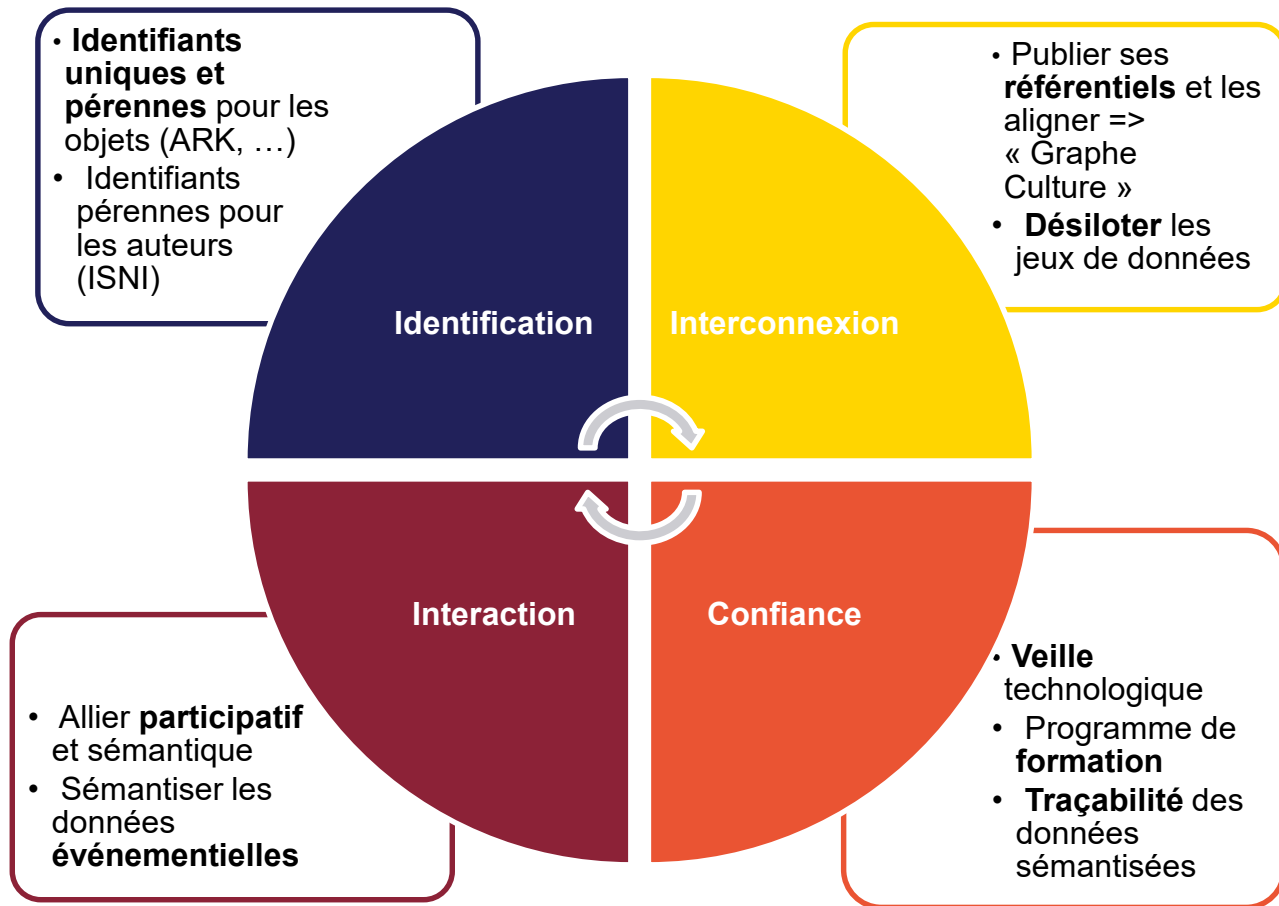 • Identifiants
uniques et
pérennes pour les
objets (ARK, …)
• Identifiants
pérennes pour
les auteurs
(ISNI)
• Publier ses
référentiels et les
aligner =>
« Graphe
Culture »
• Désiloter les
jeux de données
Identification
Interconnexion
Interaction
Confiance
• Allier participatif
et sémantique
• Sémantiser les
données
événementielles
• Veille
technologique
• Programme de
formation
• Traçabilité des
données
sémantisées